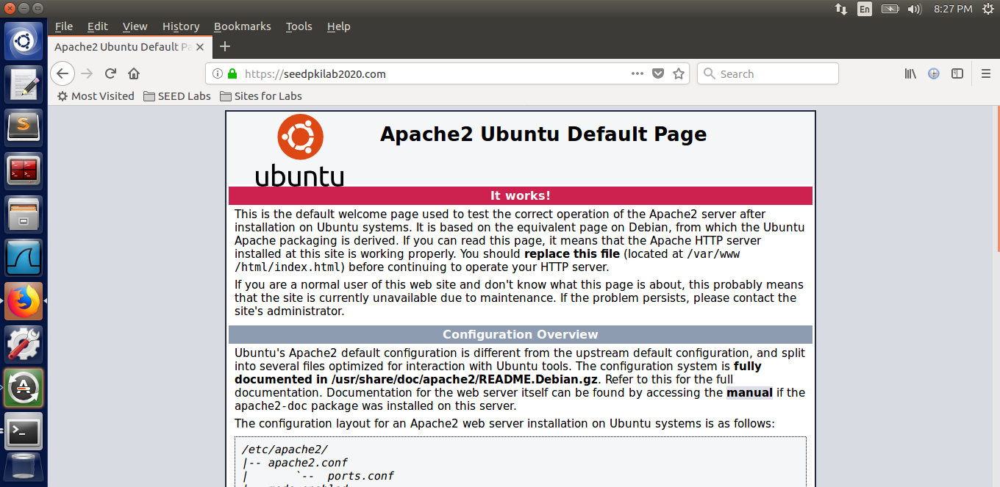 En 8:27 PM
File Edit View History Bookmarks Tools Help
Apache2 Ubuntu Default Pa
https://seedpkilab2020.com Search
Most Visited SEED Labs Sites for Labs
Apache2 Ubuntu Default Page
ubuntu
It works!
This is the default welcome page used to test the correct operation of the Apache2 server after
installation on Ubuntu systems. It is based on the equivalent page on Debian, from which the Ubuntu
Apache packaging is derived. If you can read this page, it means that the Apache HTTP server
installed at this site is working properly. You should replace this file (located at /var/www
/html/index.html) before continuing to operate your HTTP server.
If you are a normal user of this web site and don't know what this page is about, this probably means
that the site is currently unavailable due to maintenance. If the problem persists, please contact the
site's administrator.
Configuration Overview
Ubuntu's Apache2 default configuration is different from the upstream default configuration, and split
into several files optimized for interaction with Ubuntu tools. The configuration system is fully
documented in /usr/share/doc/apache2/README.Debian.gz. Refer to this for the full
documentation. Documentation for the web server itself can be found by accessing the manual if the
apache2-doc package was installed on this server.
The configuration layout for an Apache2 web server installation on Ubuntu systems is as follows:
/etc/apache2/
|-- apache2.conf
| `-- ports.conf